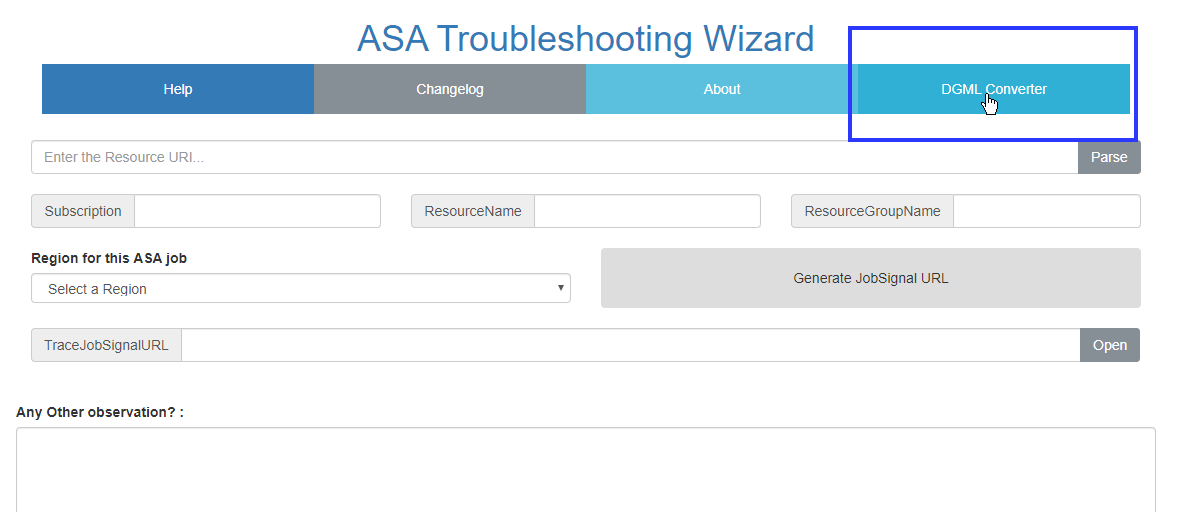 ASA Troubleshooting Wizard
Help Changelog About DGML Converter
Enter the Resource URI... Parse
Subscription ResourceName ResourceGroupName
Region for this ASA job
Select a Region Generate JobSignal URL
TraceJobSignalURL Open
Any Other observation? :